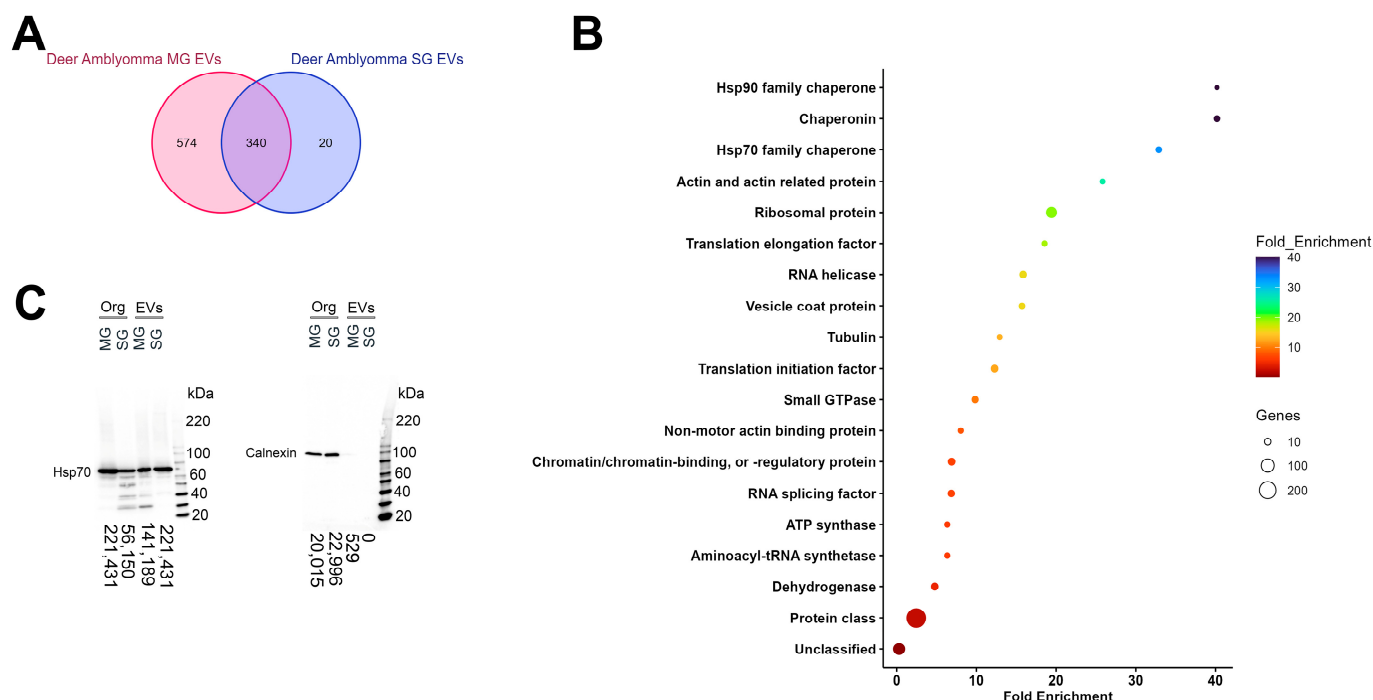 A
Deer Amblyomma MG EVs
Deer Amblyomma SG EVs
574
340
20
B
Hsp90 family chaperone
Chaperonin
Hsp70 family chaperone
Actin and actin related protein
Ribosomal protein
Translation elongation factor
RNA helicase
Vesicle coat protein
Tubulin
Translation initiation factor
Small GTPase
Non-motor actin binding protein
Chromatin/chromatin-binding, or -regulatory protein
RNA splicing factor
ATP synthase
Aminoacyl-tRNA synthetase
Dehydrogenase
Protein class
Unclassified
0
10
20
30
40
Fold Enrichment
Fold_Enrichment
40
30
20
10
Genes
10
100
200
C
Org
EVs
MG
SG
MG
SG
kDa
220
100
60
40
20
Hsp70
221,431
56,150
141,189
221,431
Org
EVs
MG
SG
MG
SG
kDa
220
100
60
40
20
Calnexin
20,015
22,996
529
0